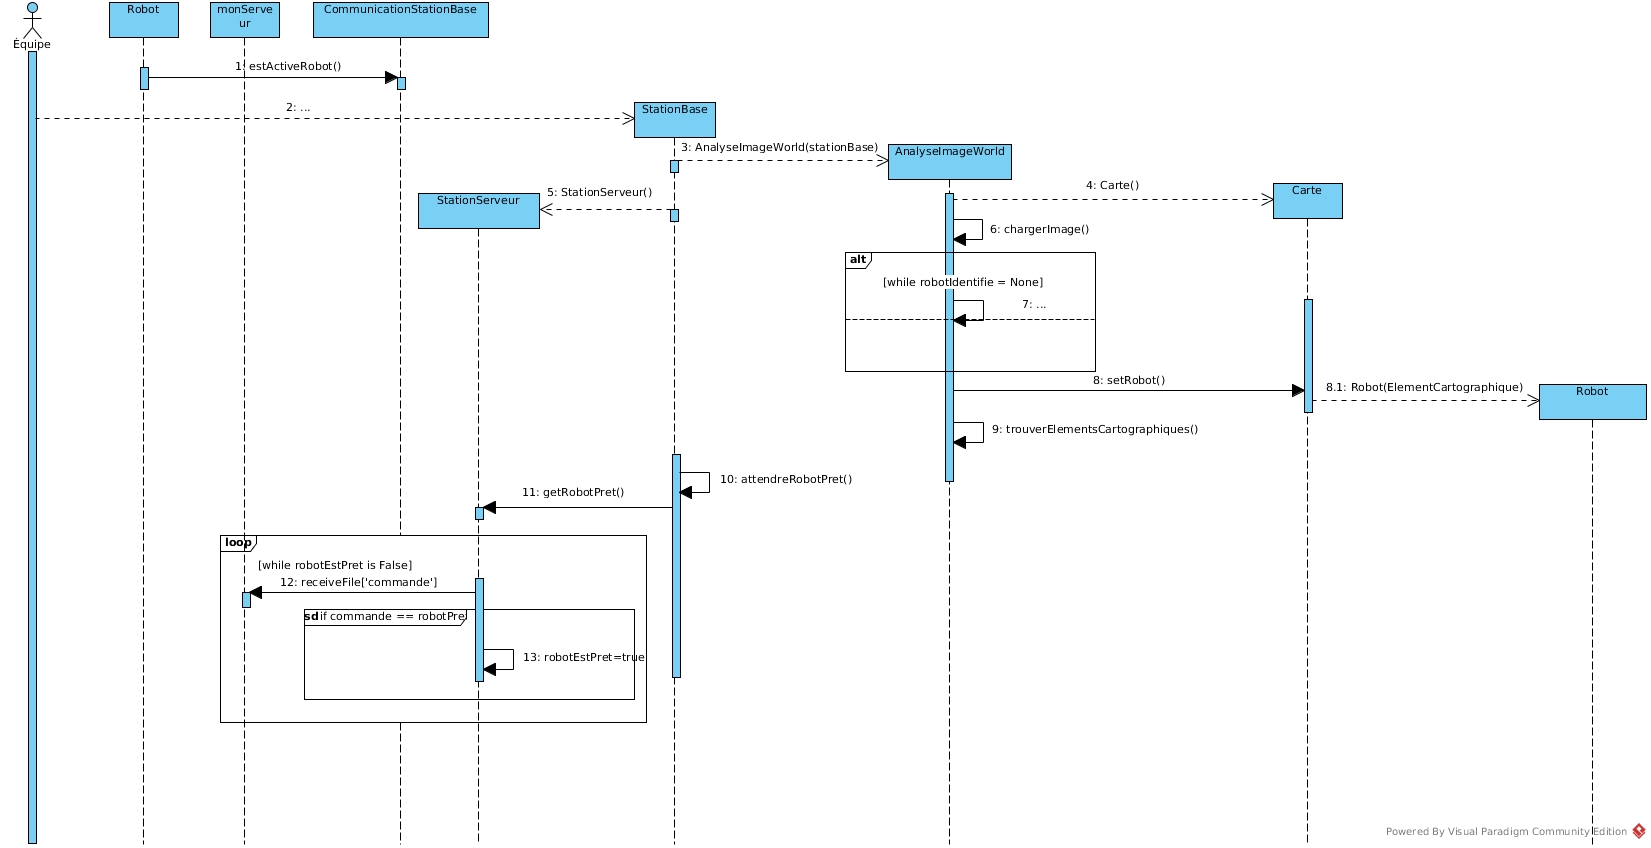 Robot
monServe
ur
CommunicationStationBase
Équipe
1: estActiveRobot()
2: ...
StationBase
3: AnalyseImageWorld(stationBase)
AnalyseImageWorld
4: Carte()
Carte
5: StationServeur()
StationServeur
6: chargerImage()
alt
[while robotIdentifie = None]
7: ...
8: setRobot()
8.1: Robot(ElementCartographique)
Robot
9: trouverElementsCartographiques()
10: attendreRobotPret()
11: getRobotPret()
loop
[while robotEstPret is False]
12: receiveFile['commande']
sd if commande == robotPre
13: robotEstPret=true
Powered By Visual Paradigm Community Edition